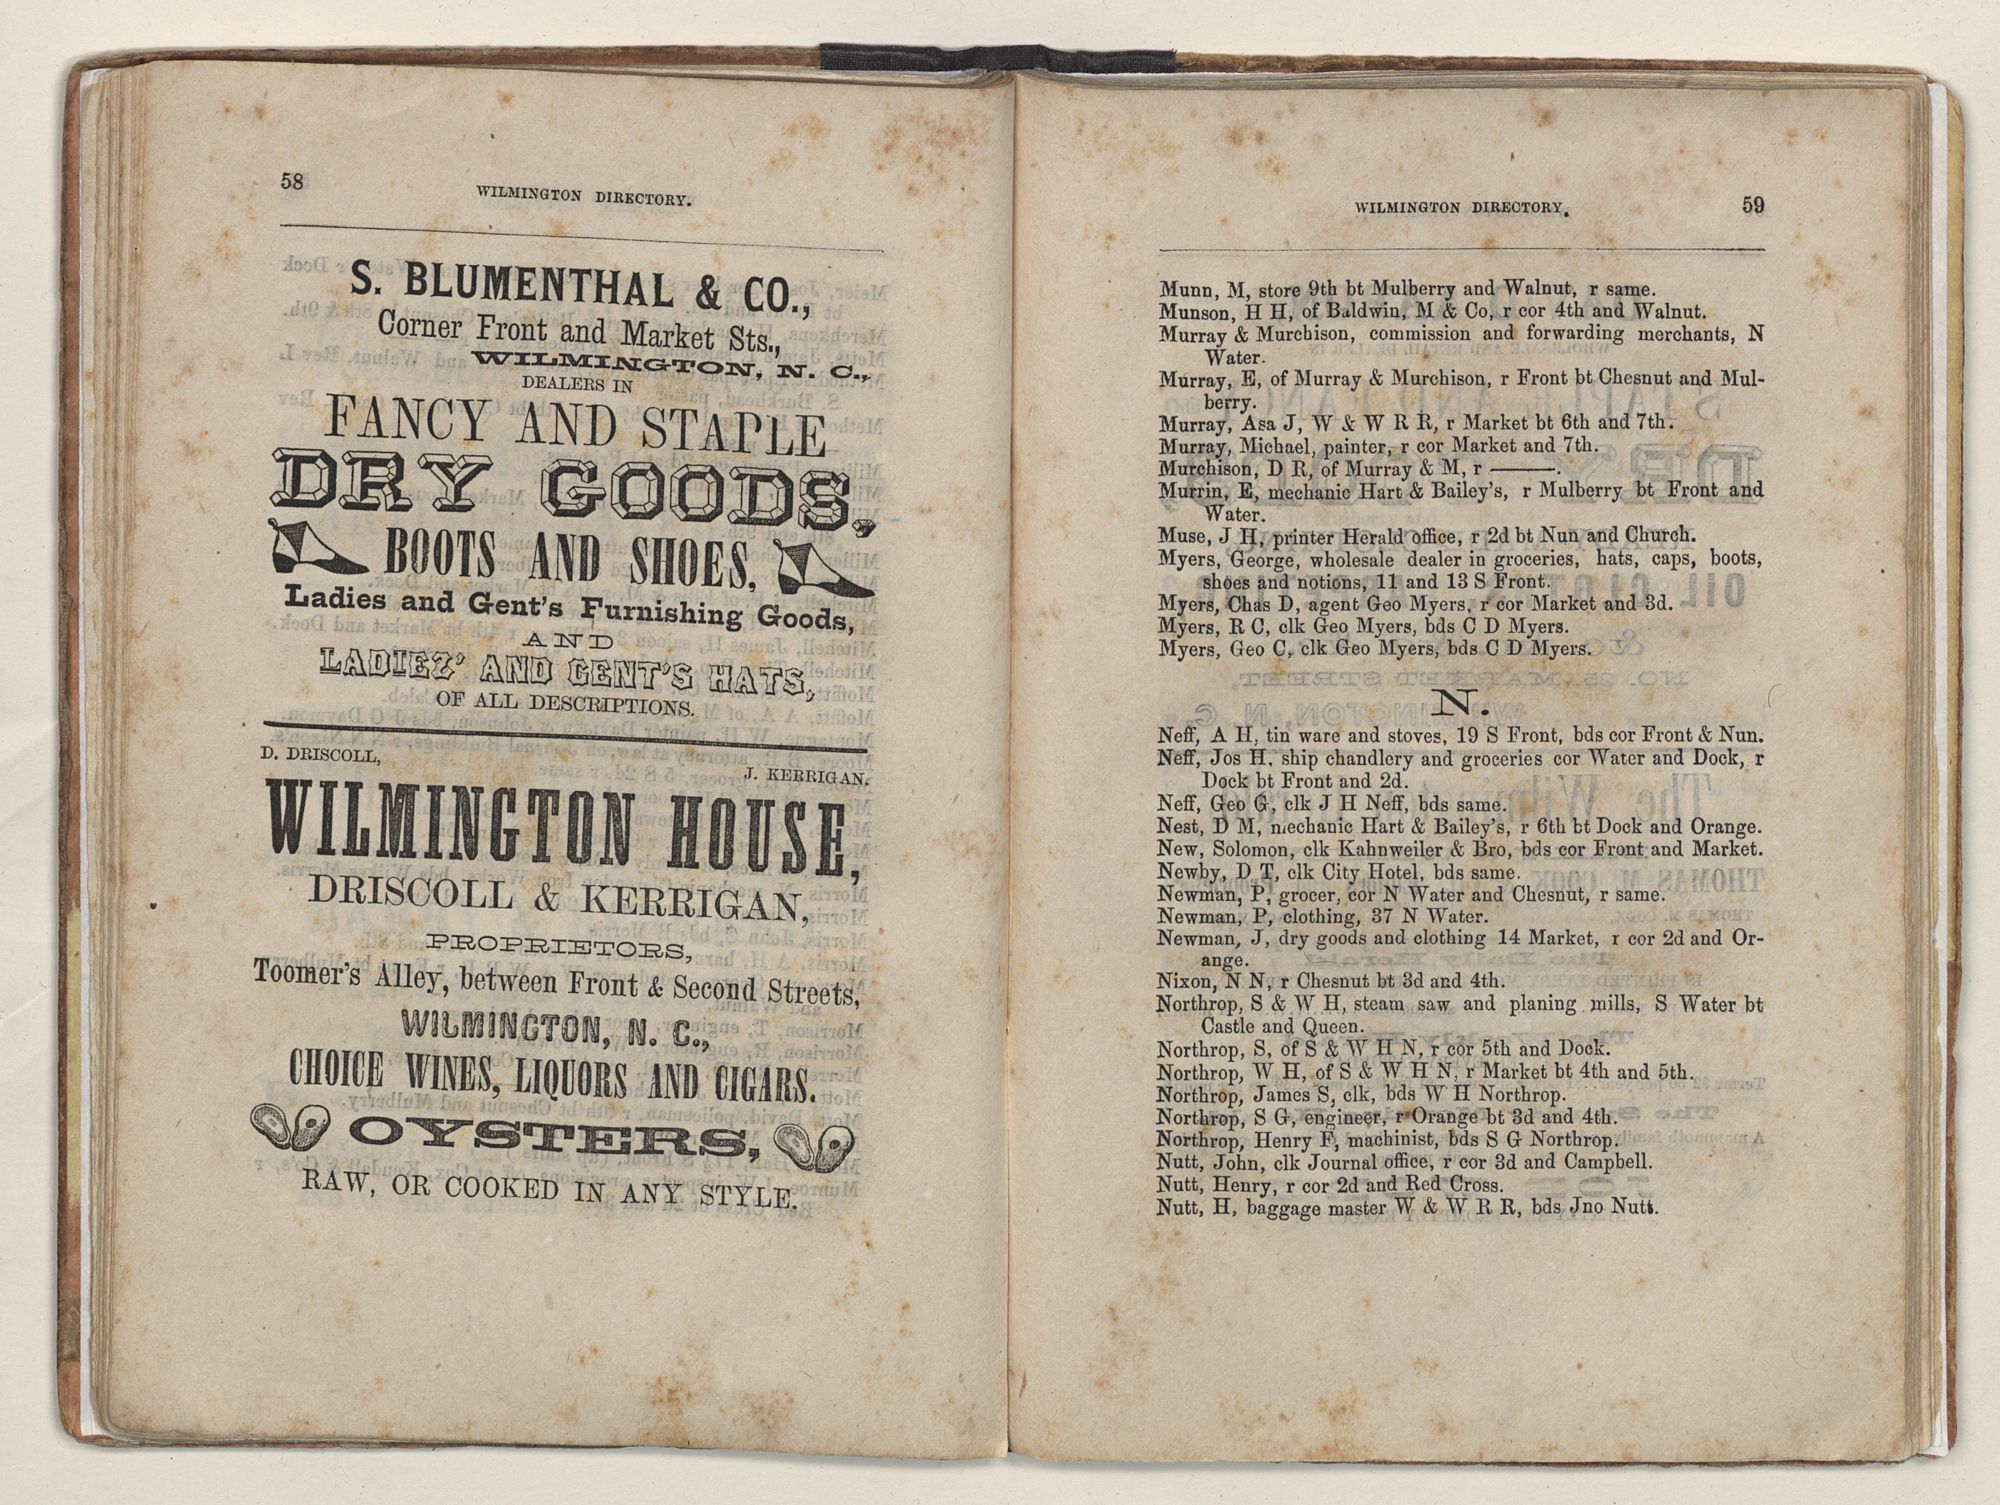 58
WILMINGTON DIRECTORY.
S. BLUMENTHAL & CO.,
Corner Front and Market Sts.,
WILMINGTON, N. C.,
DEALERS IN
FANCY AND STAPLE
DRY GOODS,
BOOTS AND SHOES,
Ladies and Gent's Furnishing Goods,
AND
LADIEZ' AND GENT'S HATS,
OF ALL DESCRIPTIONS.
D. DRISCOLL,
J. KERRIGAN.
WILMINGTON HOUSE,
DRISCOLL & KERRIGAN,
PROPRIETORS,
Toomer's Alley, between Front & Second Streets,
WILMINGTON, N. C.,
CHOICE WINES, LIQUORS AND CIGARS.
OYSTERS,
RAW, OR COOKED IN ANY STYLE.
WILMINGTON DIRECTORY.
59
Munn, M, store 9th bt Mulberry and Walnut, r same.
Munson, H H, of Baldwin, M & Co, r cor 4th and Walnut.
Murray & Murchison, commission and forwarding merchants, N
Water.
Murray, E, of Murray & Murchison, r Front bt Chesnut and Mul-
berry.
Murray, Asa J, W & W R R, r Market bt 6th and 7th.
Murray, Michael, painter, r cor Market and 7th.
Murchison, D R, of Murray & M, r ———.
Murrin, E, mechanic Hart & Bailey's, r Mulberry bt Front and
Water.
Muse, J H, printer Herald office, r 2d bt Nun and Church.
Myers, George, wholesale dealer in groceries, hats, caps, boots,
shoes and notions, 11 and 13 S Front.
Myers, Chas D, agent Geo Myers, r cor Market and 3d.
Myers, R C, clk Geo Myers, bds C D Myers.
Myers, Geo C, clk Geo Myers, bds C D Myers.
N.
Neff, A H, tin ware and stoves, 19 S Front, bds cor Front & Nun.
Neff, Jos H, ship chandlery and groceries cor Water and Dock, r
Dock bt Front and 2d.
Neff, Geo G, clk J H Neff, bds same.
Nest, D M, mechanic Hart & Bailey's, r 6th bt Dock and Orange.
New, Solomon, clk Kahnweiler & Bro, bds cor Front and Market.
Newby, D T, clk City Hotel, bds same.
Newman, P, grocer, cor N Water and Chesnut, r same.
Newman, P, clothing, 37 N Water.
Newman, J, dry goods and clothing 14 Market, r cor 2d and Or-
ange.
Nixon, N N, r Chesnut bt 3d and 4th.
Northrop, S & W H, steam saw and planing mills, S Water bt
Castle and Queen.
Northrop, S, of S & W H N, r cor 5th and Dock.
Northrop, W H, of S & W H N, r Market bt 4th and 5th.
Northrop, James S, clk, bds W H Northrop.
Northrop, S G, engineer, r Orange bt 3d and 4th.
Northrop, Henry F, machinist, bds S G Northrop.
Nutt, John, clk Journal office, r cor 3d and Campbell.
Nutt, Henry, r cor 2d and Red Cross.
Nutt, H, baggage master W & W R R, bds Jno Nutt.